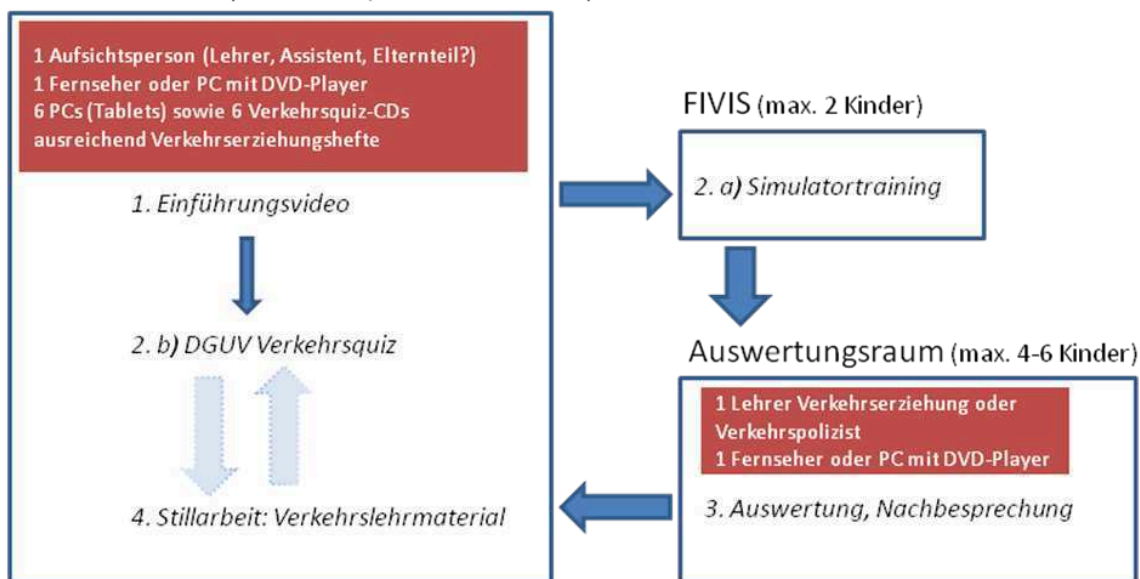 1 Aufsichtsperson (Lehrer, Assistent, Elternteil?)
1 Fernseher oder PC mit DVD-Player
6 PCs (Tablets) sowie 6 Verkehrsquiz-CDs
ausreichend Verkehrserziehungshefte
1. Einführungsvideo
2. b) DGUV Verkehrsquiz
4. Stillarbeit: Verkehrslehrmaterial
FIVIS (max. 2 Kinder)
2. a) Simulatortraining
Auswertungsraum (max. 4-6 Kinder)
1 Lehrer Verkehrserziehung oder
Verkehrspolizist
1 Fernseher oder PC mit DVD-Player
3. Auswertung, Nachbesprechung